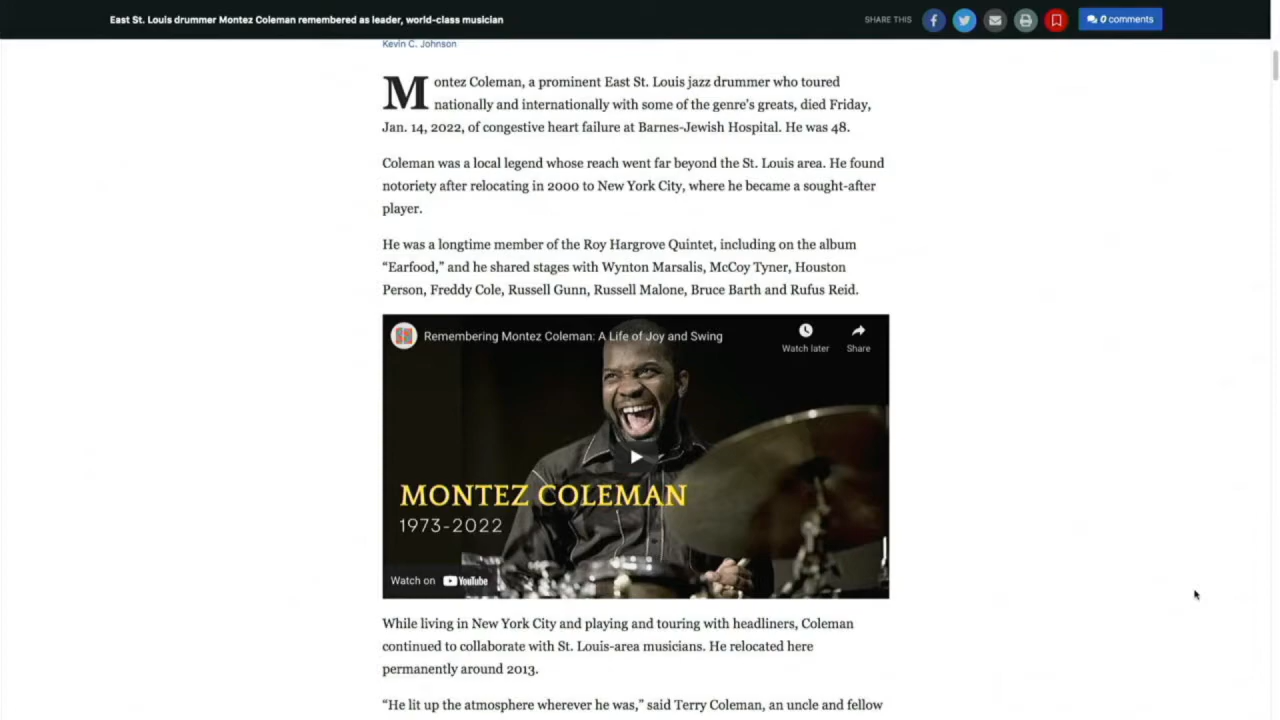 East St. Louis drummer Montez Coleman remembered as leader, world-class musician
SHARE THIS
0 comments
Kevin C. Johnson
Montez Coleman, a prominent East St. Louis jazz drummer who toured
nationally and internationally with some of the genre's greats, died Friday,
Jan. 14, 2022, of congestive heart failure at Barnes-Jewish Hospital. He was 48.
Coleman was a local legend whose reach went far beyond the St. Louis area. He found
notoriety after relocating in 2000 to New York City, where he became a sought-after
player.
He was a longtime member of the Roy Hargrove Quintet, including on the album
“Earfood,” and he shared stages with Wynton Marsalis, McCoy Tyner, Houston
Person, Freddy Cole, Russell Gunn, Russell Malone, Bruce Barth and Rufus Reid.
Remembering Montez Coleman: A Life of Joy and Swing
Watch later
Share
MONTEZ COLEMAN
1973-2022
Watch on YouTube
While living in New York City and playing and touring with headliners, Coleman
continued to collaborate with St. Louis-area musicians. He relocated here
permanently around 2013.
“He lit up the atmosphere wherever he was,” said Terry Coleman, an uncle and fellow